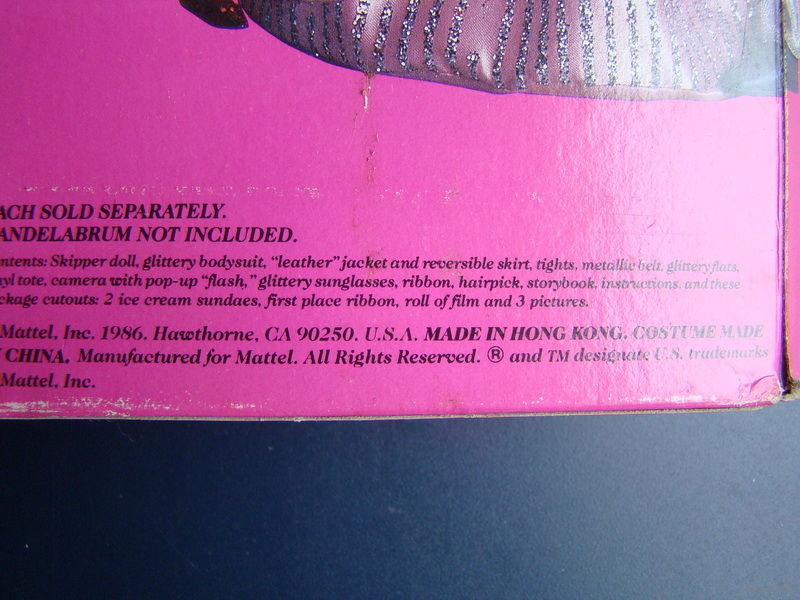 ACH SOLD SEPARATELY.
ANDELABRUM NOT INCLUDED.
ntents: Skipper doll, glittery bodysuit, “leather” jacket and reversible skirt, tights, metallic belt, glittery flats,
nyl tote, camera with pop-up “flash,” glittery sunglasses, ribbon, hairpick, storybook, instructions, and these
ckage cutouts: 2 ice cream sundaes, first place ribbon, roll of film and 3 pictures.
Mattel, Inc. 1986. Hawthorne, CA 90250. U.S.A. MADE IN HONG KONG. COSTUME MADE
CHINA. Manufactured for Mattel. All Rights Reserved. ® and TM designate U.S. trademarks
Mattel, Inc.